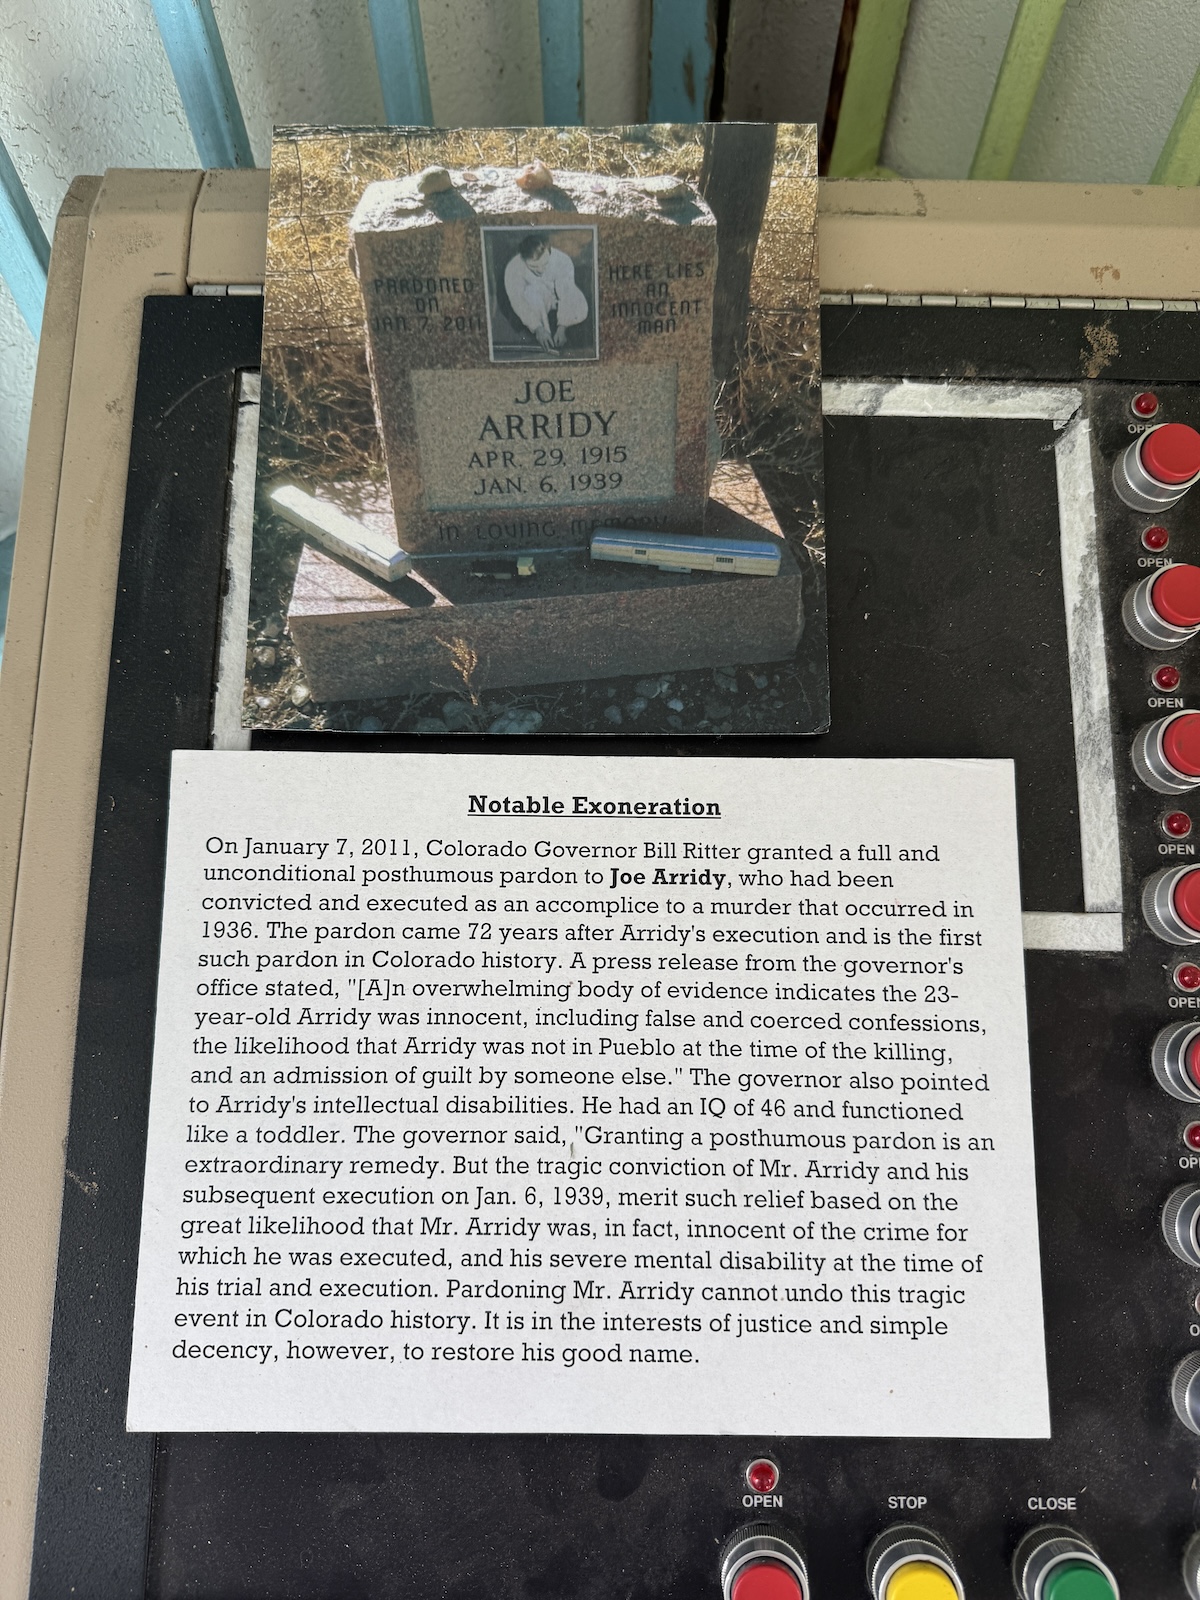 PARDONED
ON
JAN. 7, 2011
HERE LIES
AN
INNOCENT
MAN
JOE
ARRIDY
APR. 29, 1915
JAN. 6, 1939
IN LOVING MEMORY
Notable Exoneration
On January 7, 2011, Colorado Governor Bill Ritter granted a full and
unconditional posthumous pardon to Joe Arridy, who had been
convicted and executed as an accomplice to a murder that occurred in
1936. The pardon came 72 years after Arridy's execution and is the first
such pardon in Colorado history. A press release from the governor's
office stated, "[A]n overwhelming body of evidence indicates the 23-
year-old Arridy was innocent, including false and coerced confessions,
the likelihood that Arridy was not in Pueblo at the time of the killing,
and an admission of guilt by someone else." The governor also pointed
to Arridy's intellectual disabilities. He had an IQ of 46 and functioned
like a toddler. The governor said, "Granting a posthumous pardon is an
extraordinary remedy. But the tragic conviction of Mr. Arridy and his
subsequent execution on Jan. 6, 1939, merit such relief based on the
great likelihood that Mr. Arridy was, in fact, innocent of the crime for
which he was executed, and his severe mental disability at the time of
his trial and execution. Pardoning Mr. Arridy cannot undo this tragic
event in Colorado history. It is in the interests of justice and simple
decency, however, to restore his good name.
OPEN
OPEN
OPEN
OPEN
OPEN STOP CLOSE